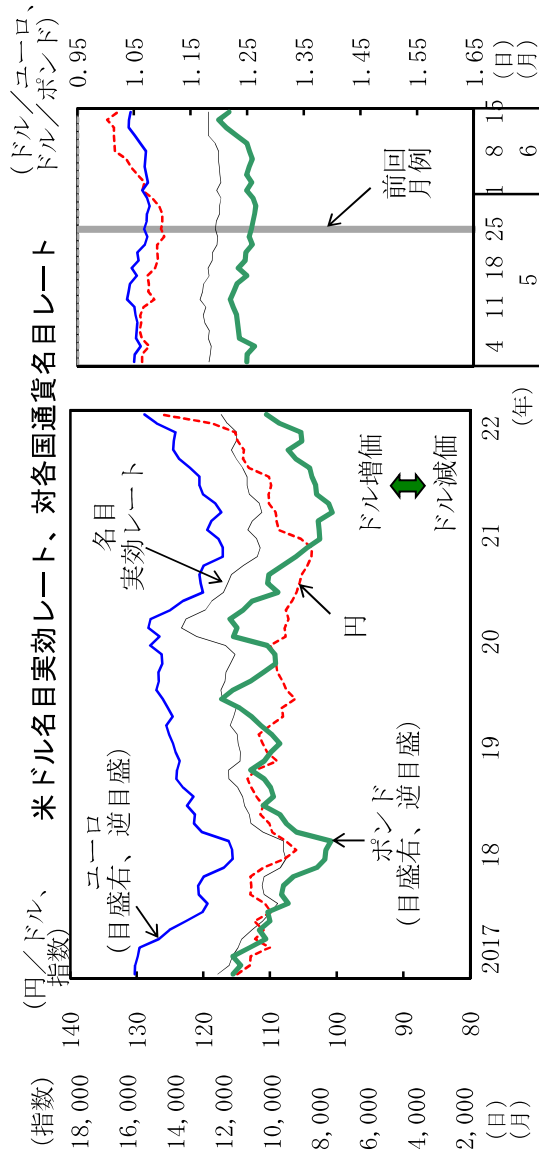 米ドル名目実効レート、対各国通貨名目レート
(指数)
18,000
16,000
14,000
12,000
10,000
8,000
6,000
4,000
2,000
(日)
(月)
(円／ドル、
指数)
140
130
120
110
100
90
80
2017
18
19
20
21
22
(年)
ユーロ
(目盛右、逆目盛)
名目
実効レート
ポンド
(目盛右、逆目盛)
円
ドル増価
ドル減価
(ドル／ユーロ、
ドル／ポンド)
0.95
1.05
1.15
1.25
1.35
1.45
1.55
1.65
前回
月例
4
11
18
25
1
8
15
(日)
5
6
(月)